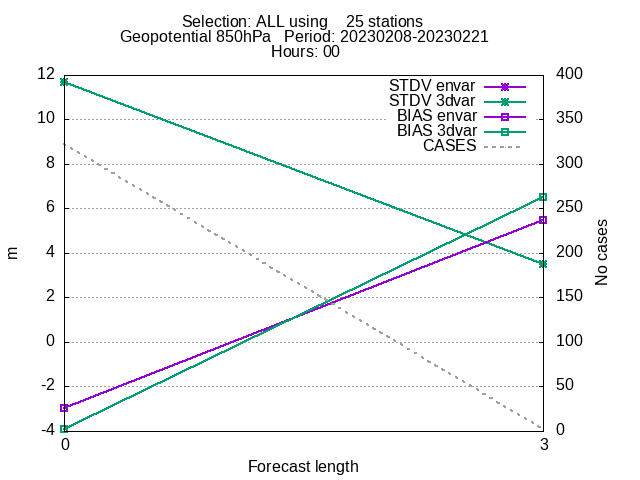 Selection: ALL using    25 stations
Geopotential 850hPa   Period: 20230208-20230221
Hours: 00
12
10
8
6
4
2
0
-2
-4
m
400
350
300
250
200
150
100
50
0
No cases
STDV envar
STDV 3dvar
BIAS envar
BIAS 3dvar
CASES
0
3
Forecast length